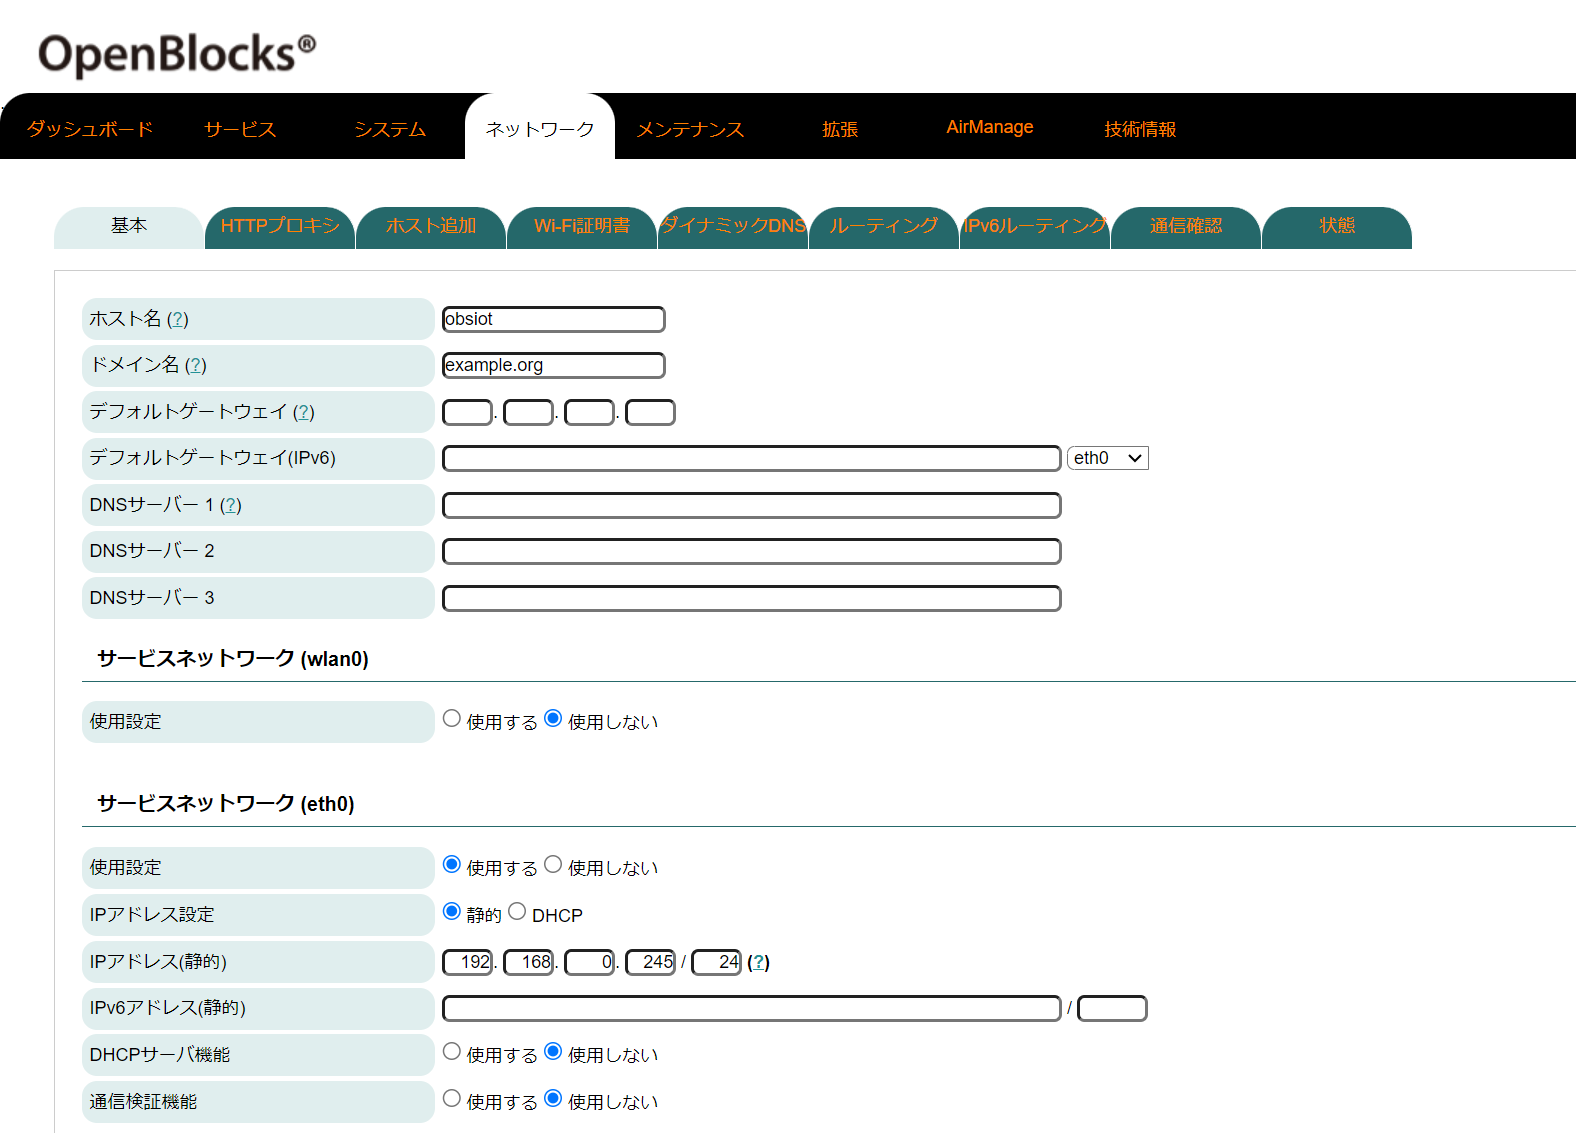 OpenBlocks®
ダッシュボード サービス システム ネットワーク メンテナンス 拡張 AirManage 技術情報
基本 HTTPプロキシ ホスト追加 Wi-Fi証明書 ダイナミックDNS ルーティング IPv6ルーティング 通信確認 状態
ホスト名 (?) obsiot
ドメイン名 (?) example.org
デフォルトゲートウェイ (?) . . .
デフォルトゲートウェイ(IPv6) eth0
DNSサーバー 1 (?)
DNSサーバー 2
DNSサーバー 3
サービスネットワーク (wlan0)
使用設定 使用する 使用しない
サービスネットワーク (eth0)
使用設定 使用する 使用しない
IPアドレス設定 静的 DHCP
IPアドレス(静的) 192. 168. 0. 245 / 24 (?)
IPv6アドレス(静的) /
DHCPサーバ機能 使用する 使用しない
通信検証機能 使用する 使用しない